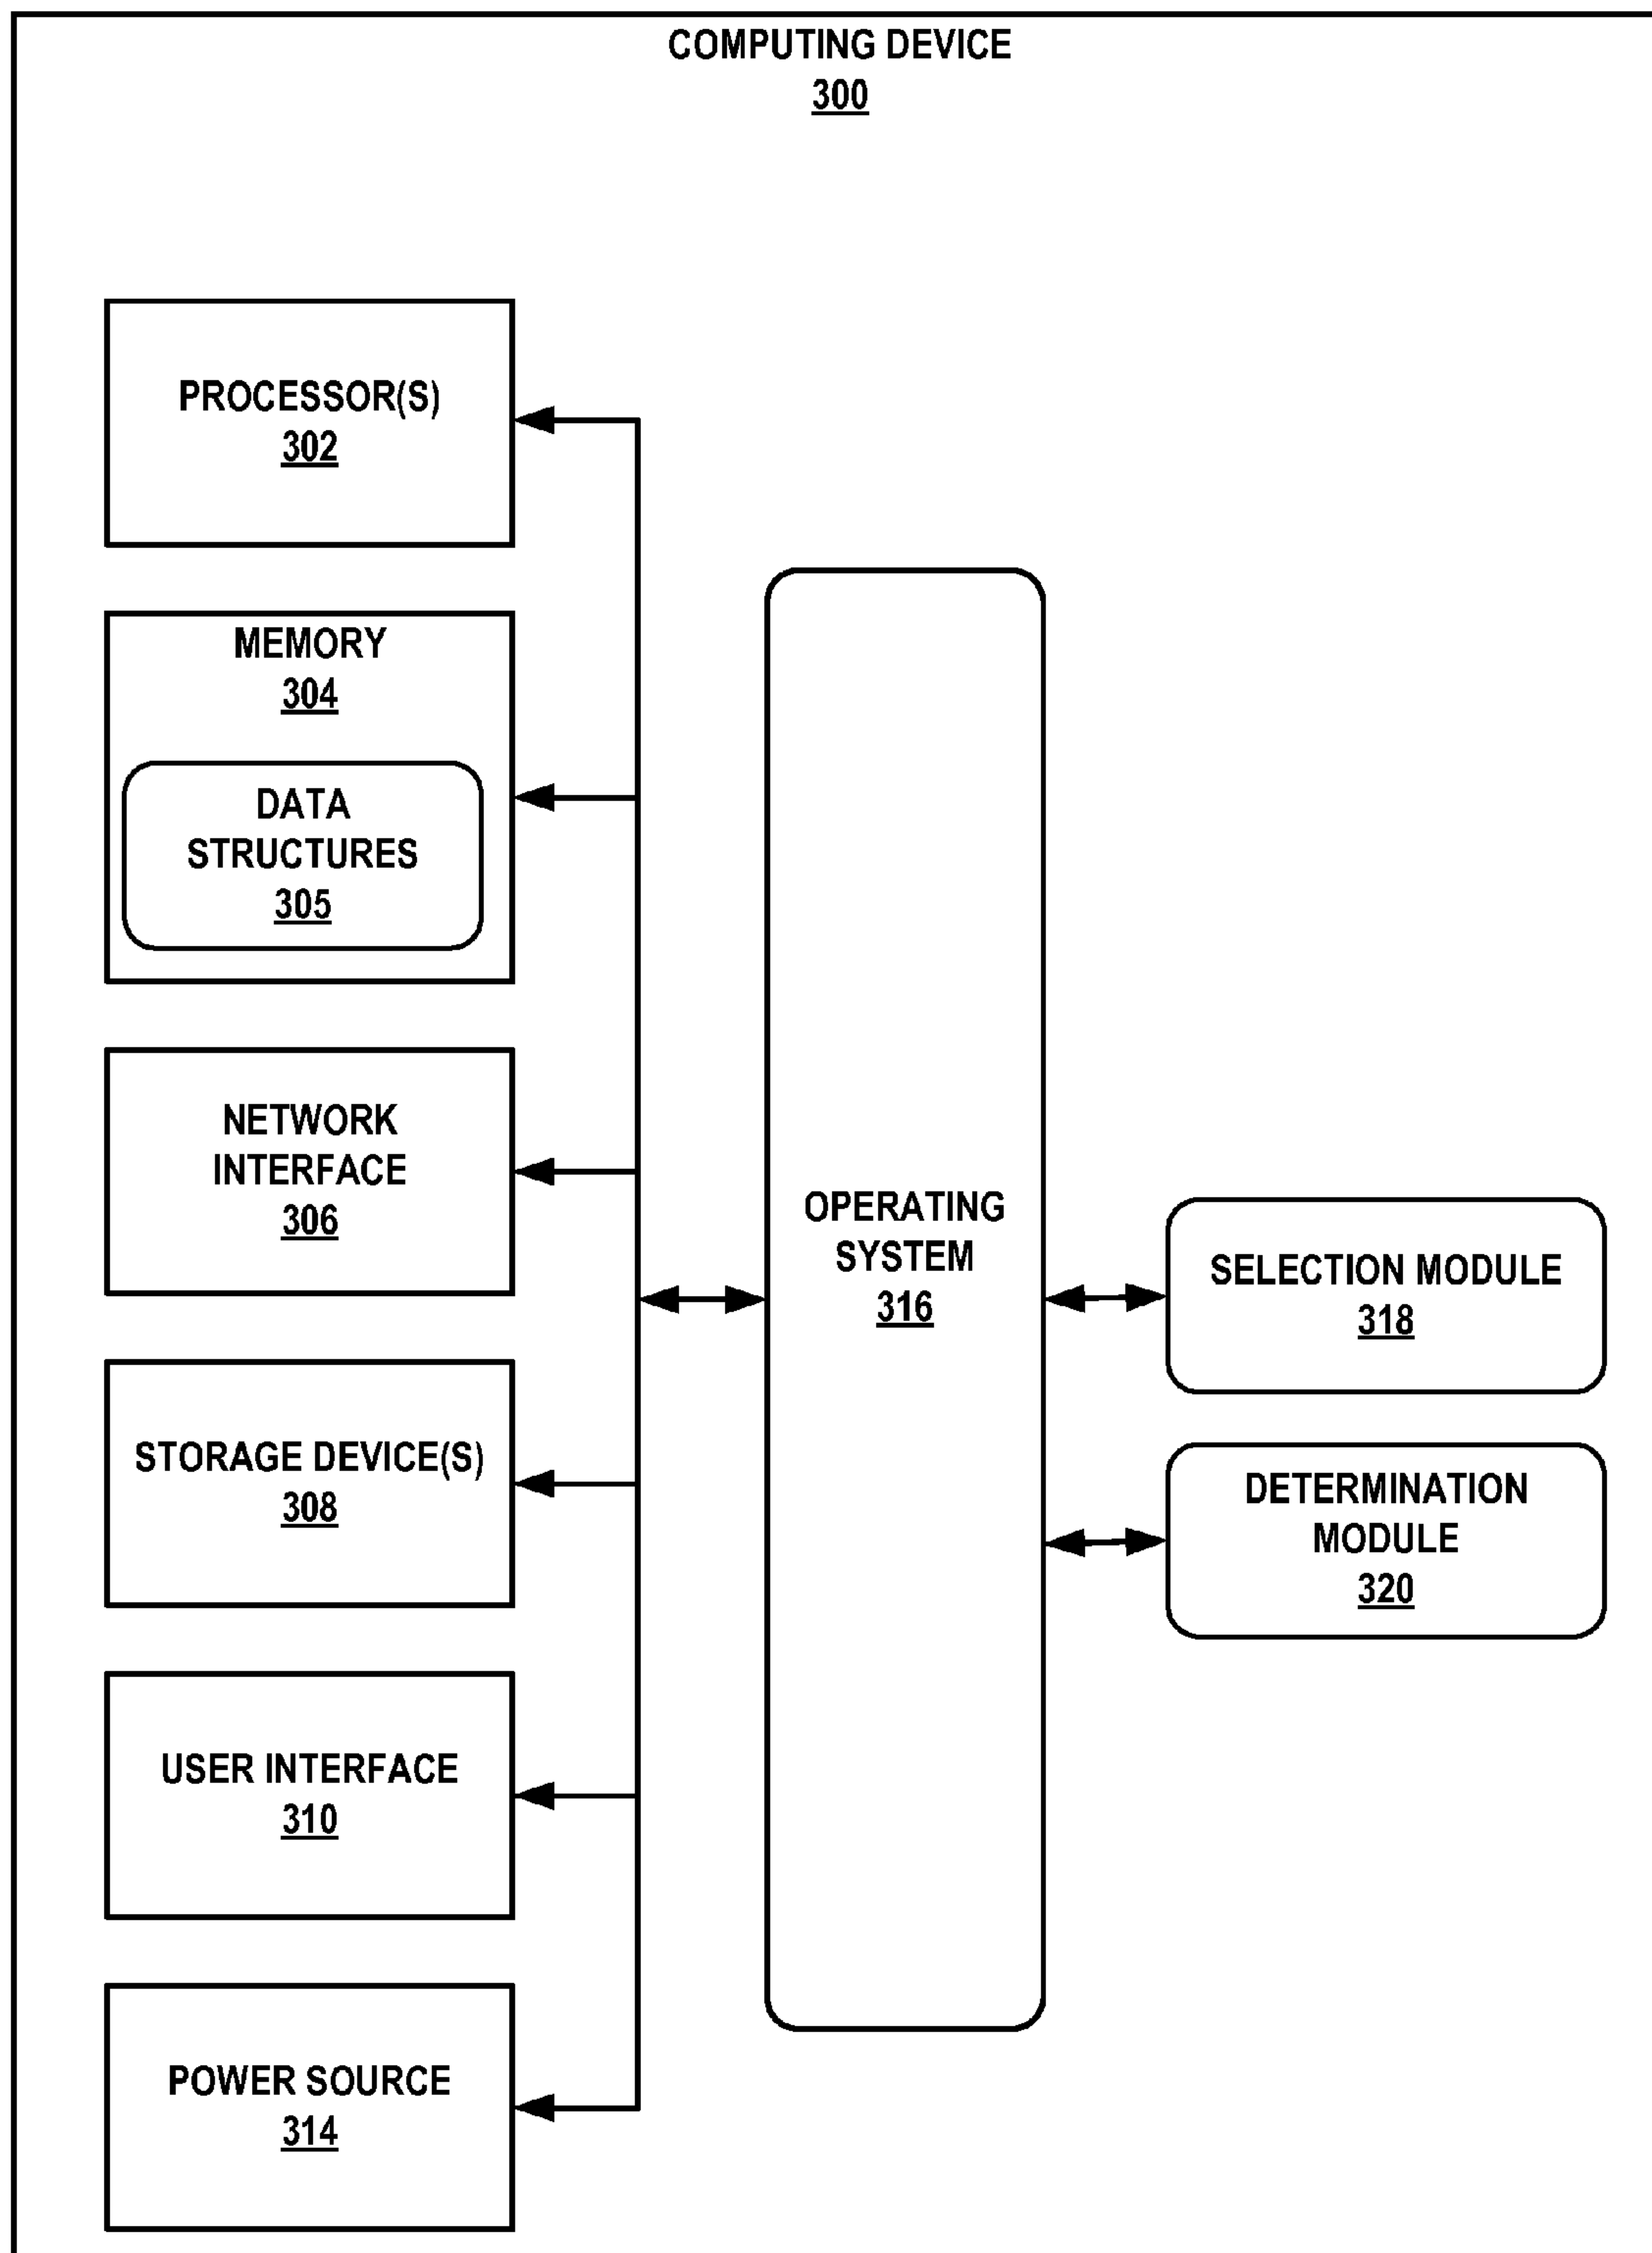 COMPUTING DEVICE
300
PROCESSOR(S)
302
MEMORY
304
DATA
STRUCTURES
305
NETWORK
INTERFACE
306
STORAGE DEVICE(S)
308
USER INTERFACE
310
POWER SOURCE
314
OPERATING
SYSTEM
316
SELECTION MODULE
318
DETERMINATION
MODULE
320